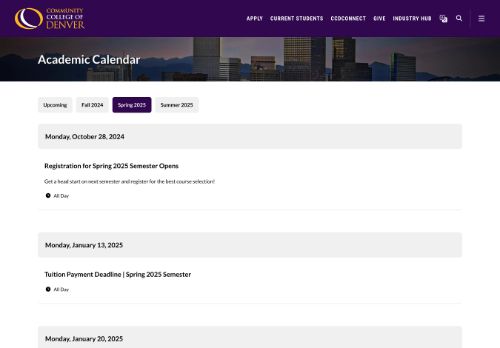 COMMUNITY
COLLEGE OF
DENVER
APPLY CURRENT STUDENTS CCDCONNECT GIVE INDUSTRY HUB
Academic Calendar
Upcoming Fall 2024 Spring 2025 Summer 2025
Monday, October 28, 2024
Registration for Spring 2025 Semester Opens
Get a head start on next semester and register for the best course selection!
All Day
Monday, January 13, 2025
Tuition Payment Deadline | Spring 2025 Semester
All Day
Monday, January 20, 2025